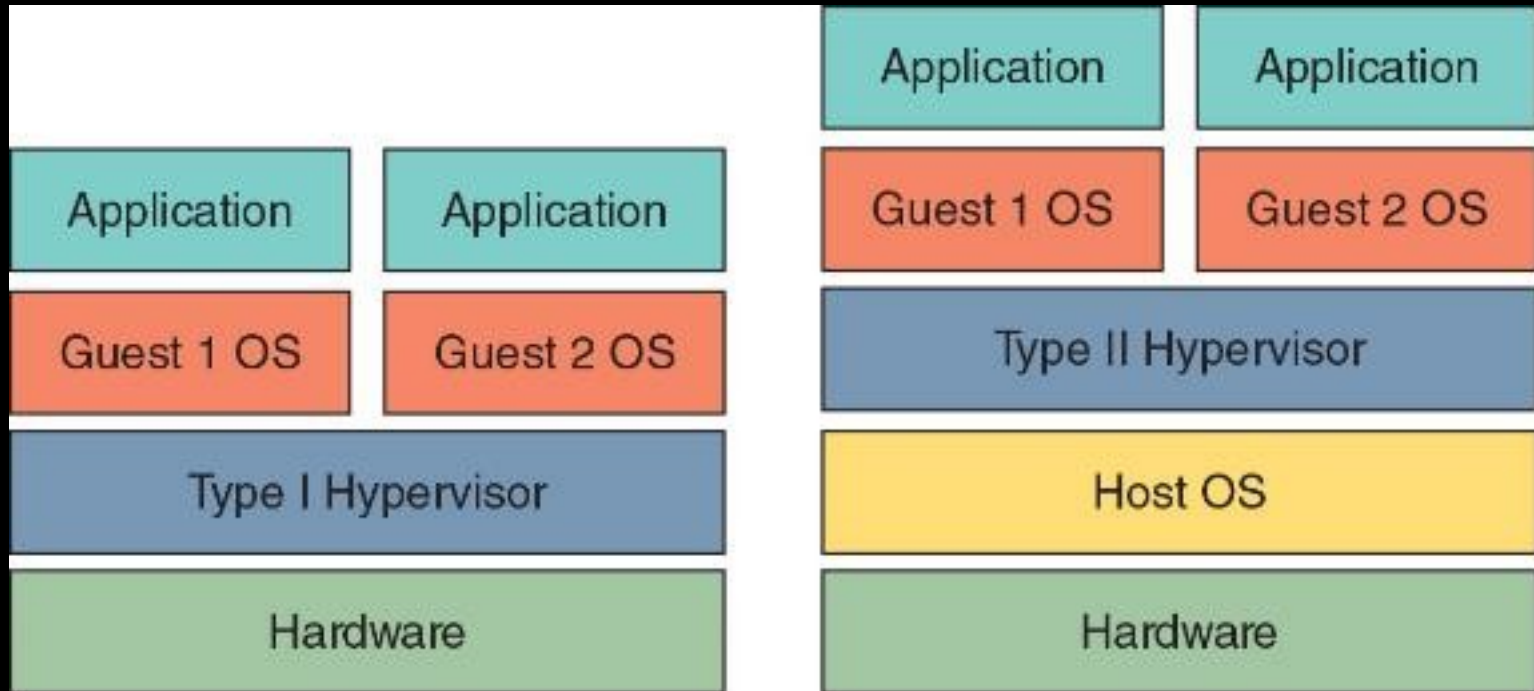 Application
Application
Guest 1 OS
Guest 2 OS
Type I Hypervisor
Hardware
Application
Application
Guest 1 OS
Guest 2 OS
Type II Hypervisor
Host OS
Hardware